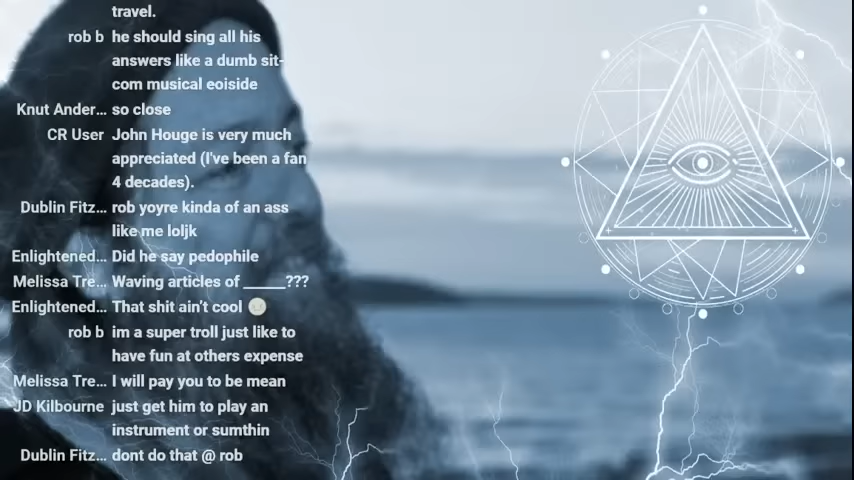 travel.
rob b he should sing all his
answers like a dumb sit-
com musical eoiside
Knut Ander... so close
CR User John Houge is very much
appreciated (I've been a fan
4 decades).
Dublin Fitz... rob yoyre kinda of an ass
like me loljk
Enlightened... Did he say pedophile
Melissa Tre... Waving articles of _____???
Enlightened... That shit ain't cool
rob b im a super troll just like to
have fun at others expense
Melissa Tre... I will pay you to be mean
JD Kilbourne just get him to play an
instrument or sumthin
Dublin Fitz... dont do that @ rob